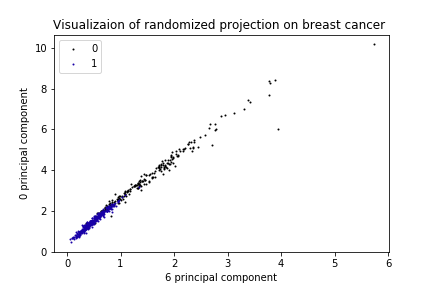 Visualizaion of randomized projection on breast cancer
0
1
10
8
6
4
2
0
0 principal component
0 1 2 3 4 5 6
6 principal component